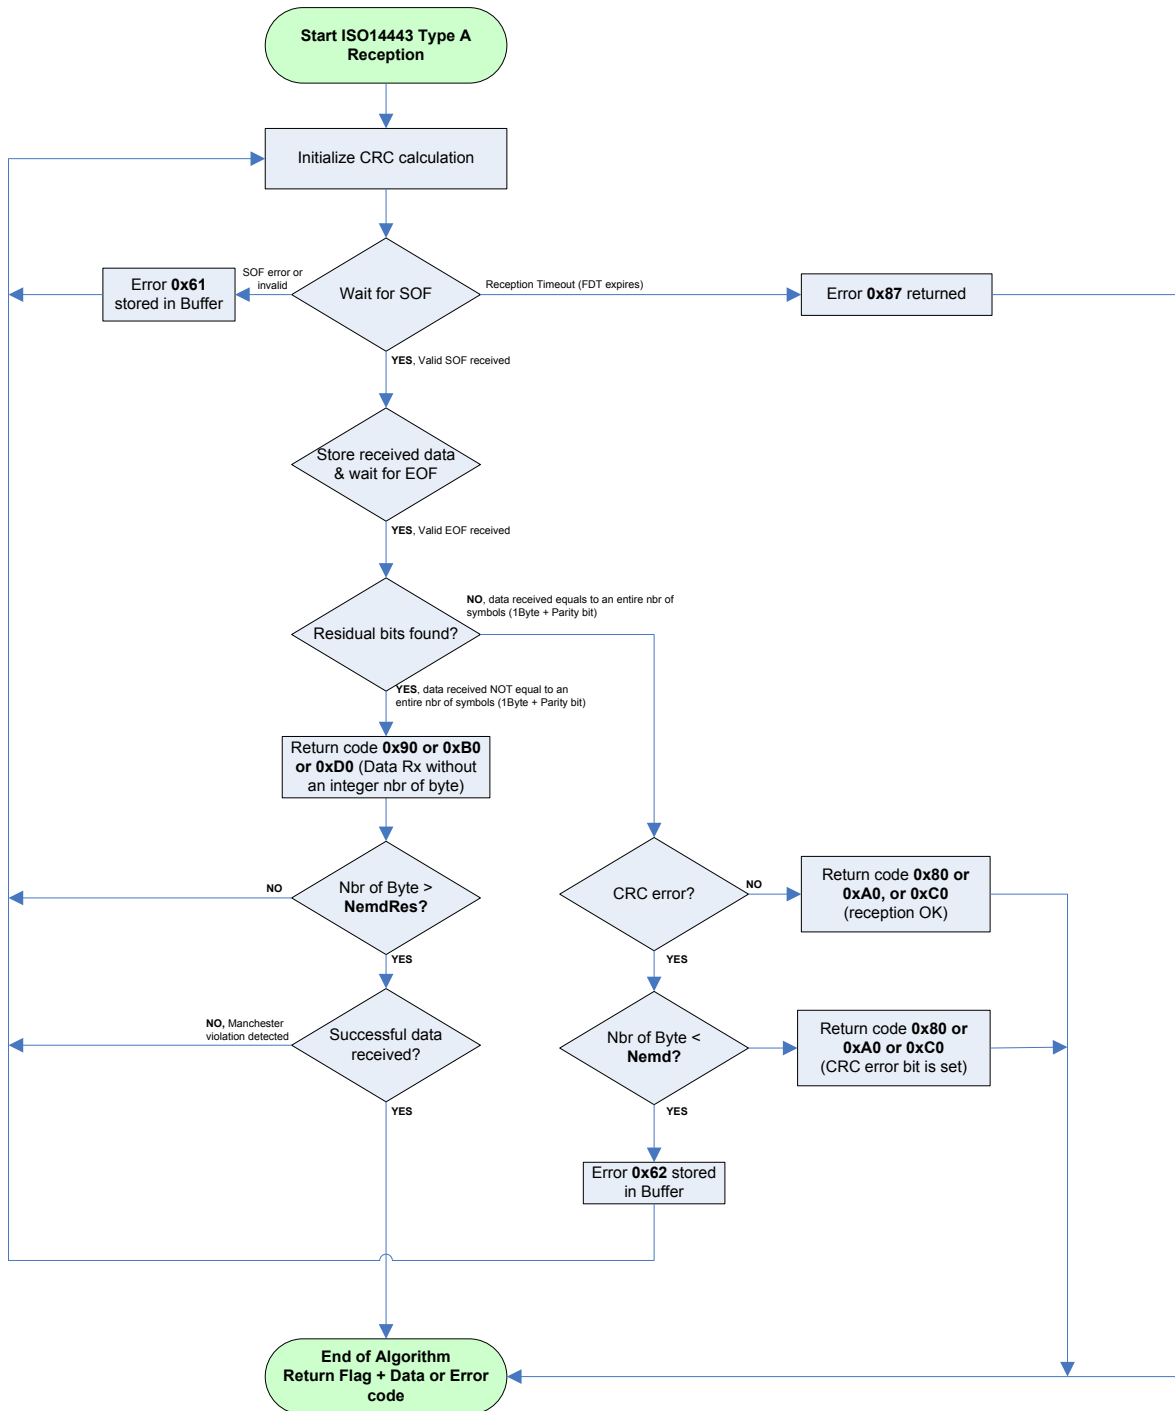 Start ISO14443 Type A
Reception
Initialize CRC calculation
SOF error or
invalid
Error 0x61
stored in Buffer
Wait for SOF
Reception Timeout (FDT expires)
Error 0x87 returned
YES, Valid SOF received
Store received data
& wait for EOF
YES, Valid EOF received
NO, data received equals to an entire nbr of
symbols (1Byte + Parity bit)
Residual bits found?
YES, data received NOT equal to an
entire nbr of symbols (1Byte + Parity bit)
Return code 0x90 or 0xB0
or 0xD0 (Data Rx without
an integer nbr of byte)
NO
Nbr of Byte >
NemdRes?
YES
CRC error?
NO
Return code 0x80 or
0xA0, or 0xC0
(reception OK)
YES
NO, Manchester
violation detected
Successful data
received?
YES
Nbr of Byte <
Nemd?
Return code 0x80 or
0xA0 or 0xC0
(CRC error bit is set)
YES
Error 0x62 stored
in Buffer
End of Algorithm
Return Flag + Data or Error
code